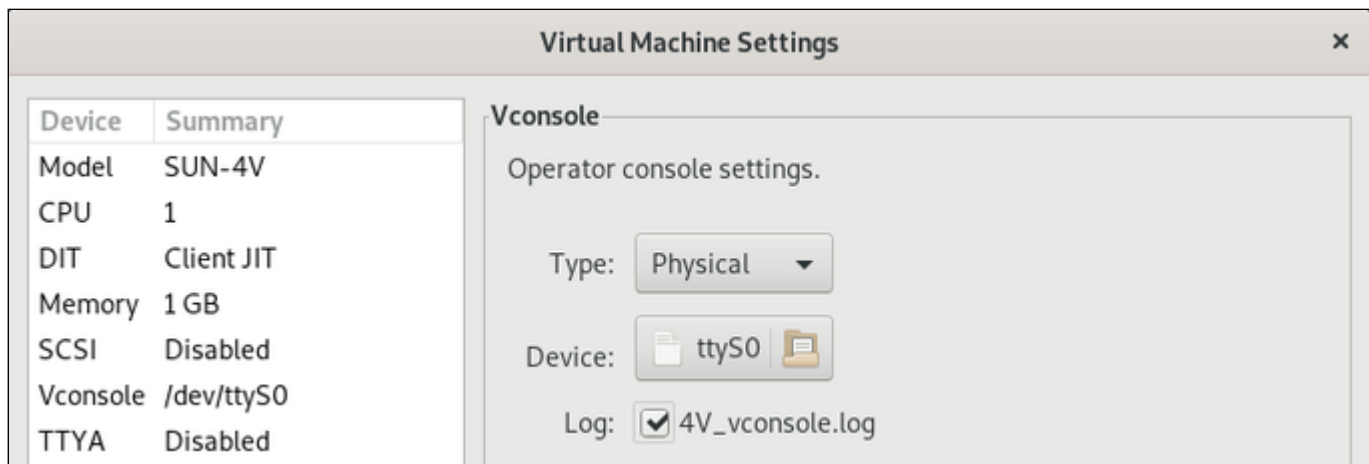 Virtual Machine Settings ×
Device Summary
Model SUN-4V
CPU 1
DIT Client JIT
Memory 1 GB
SCSI Disabled
Vconsole /dev/ttyS0
TTYA Disabled
Vconsole
Operator console settings.
Type: Physical
Device: ttyS0
Log: 4V_vconsole.log